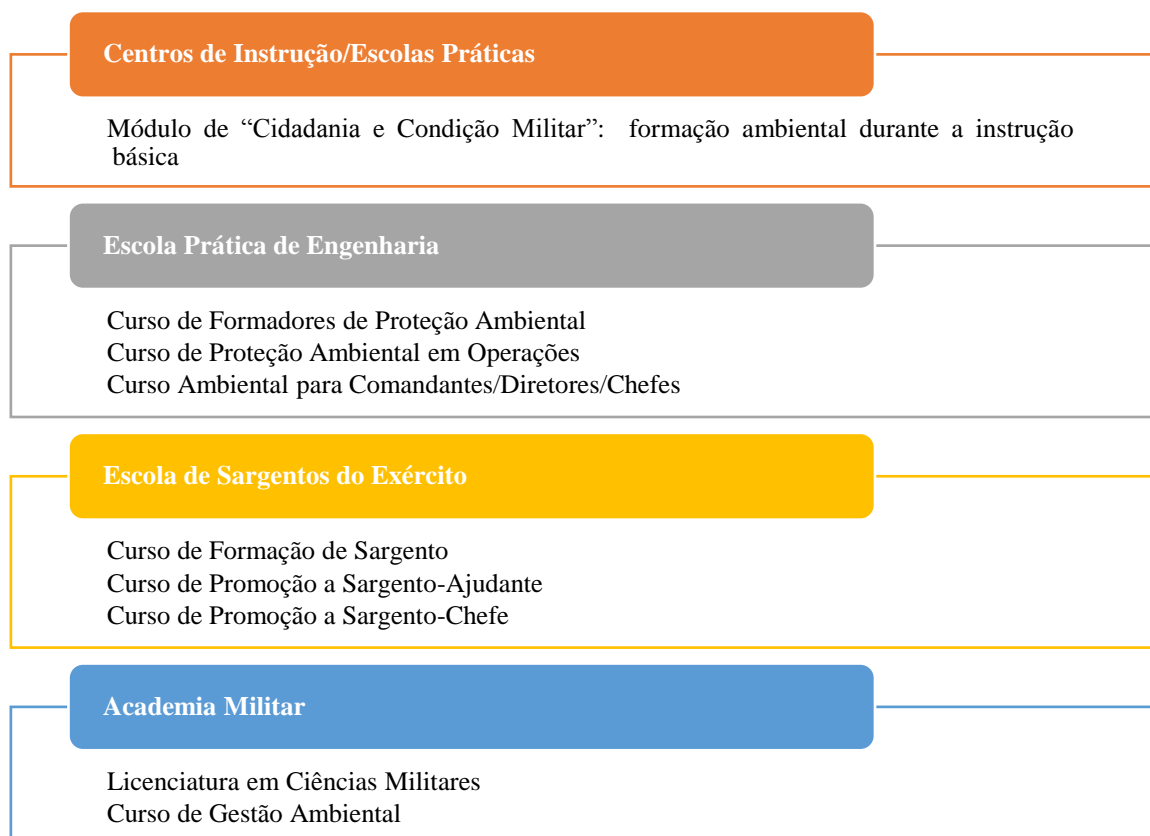 Centros de Instrução/Escolas Práticas
Módulo de “Cidadania e Condição Militar”: formação ambiental durante a instrução
básica
Escola Prática de Engenharia
Curso de Formadores de Proteção Ambiental
Curso de Proteção Ambiental em Operações
Curso Ambiental para Comandantes/Diretores/Chefes
Escola de Sargentos do Exército
Curso de Formação de Sargento
Curso de Promoção a Sargento-Ajudante
Curso de Promoção a Sargento-Chefe
Academia Militar
Licenciatura em Ciências Militares
Curso de Gestão Ambiental